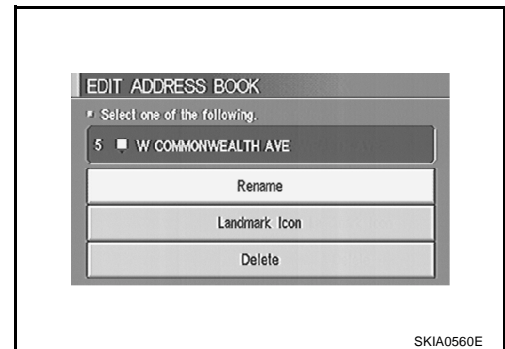 EDIT ADDRESS BOOK
Select one of the following.
5 W COMMONWEALTH AVE
Rename
Landmark Icon
Delete
SKIA0560E